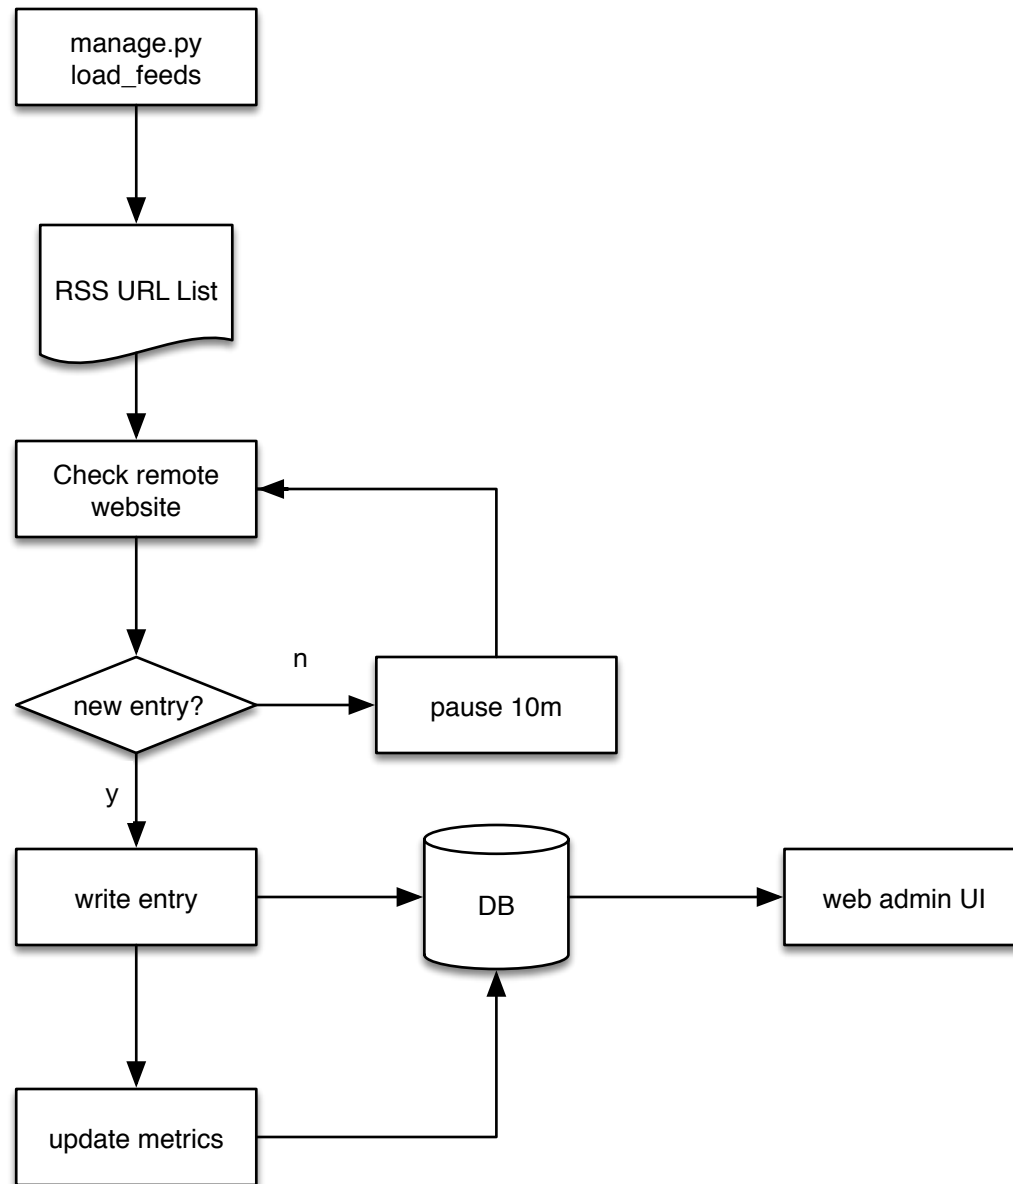 manage.py
load_feeds
RSS URL List
Check remote
website
n
new entry?
pause 10m
y
write entry
DB
web admin UI
update metrics